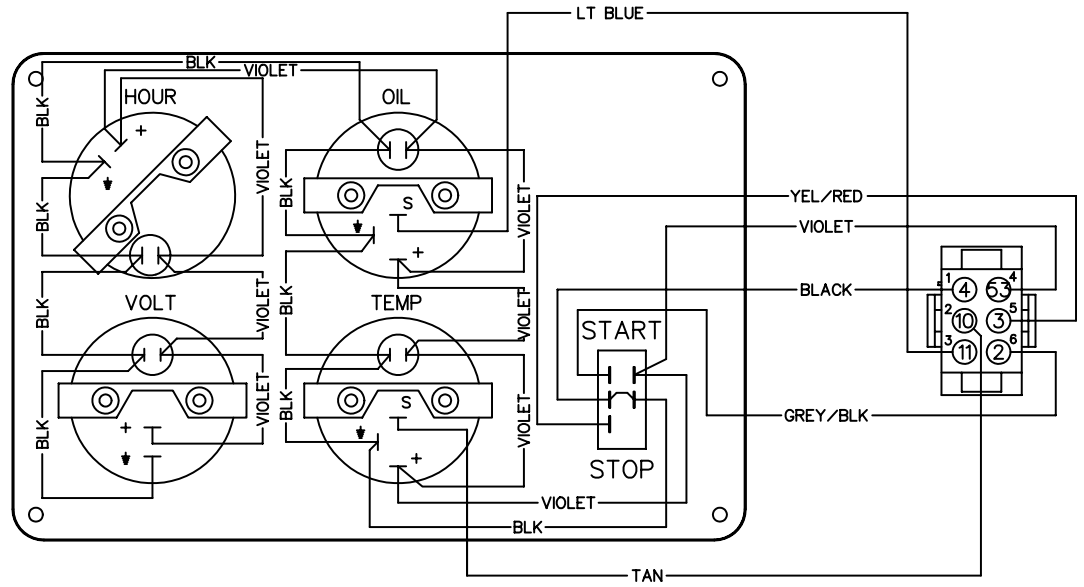 LT BLUE
BLK
VIOLET
HOUR
OIL
BLK
+
VIOLET
BLK
VIOLET
S
YEL/RED
BLK
+
VIOLET
1
4
53
4
BLACK
VOLT
TEMP
BLK
VIOLET
BLK
VIOLET
START
2
10
3
5
3
11
2
6
BLK
+
VIOLET
BLK
S
+
VIOLET
GREY/BLK
STOP
VIOLET
BLK
TAN